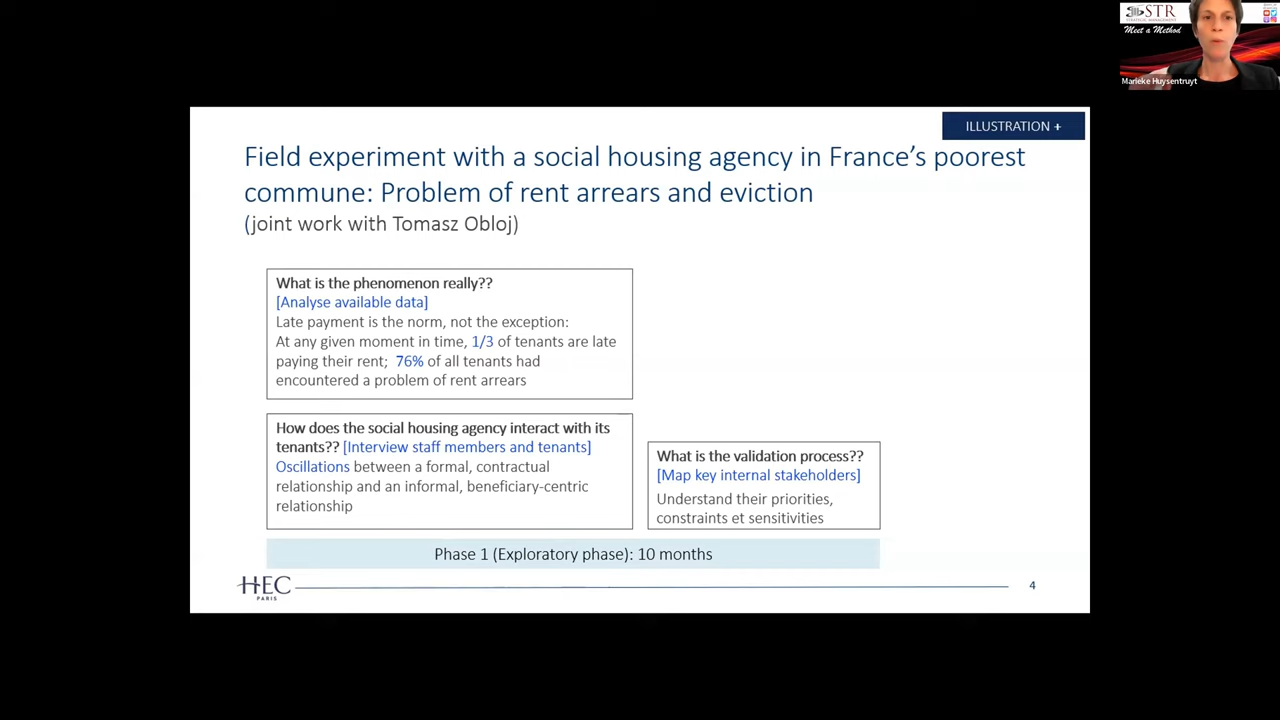 STR
STRATEGIC MANAGEMENT
Meet a Method
Marieke Huysentruyt
ILLUSTRATION +
Field experiment with a social housing agency in France's poorest
commune: Problem of rent arrears and eviction
(joint work with Tomasz Obloj)
What is the phenomenon really??
[Analyse available data]
Late payment is the norm, not the exception:
At any given moment in time, 1/3 of tenants are late
paying their rent; 76% of all tenants had
encountered a problem of rent arrears
How does the social housing agency interact with its
tenants?? [Interview staff members and tenants]
Oscillations between a formal, contractual
relationship and an informal, beneficiary-centric
relationship
What is the validation process??
[Map key internal stakeholders]
Understand their priorities,
constraints et sensitivities
Phase 1 (Exploratory phase): 10 months
HEC
PARIS
4